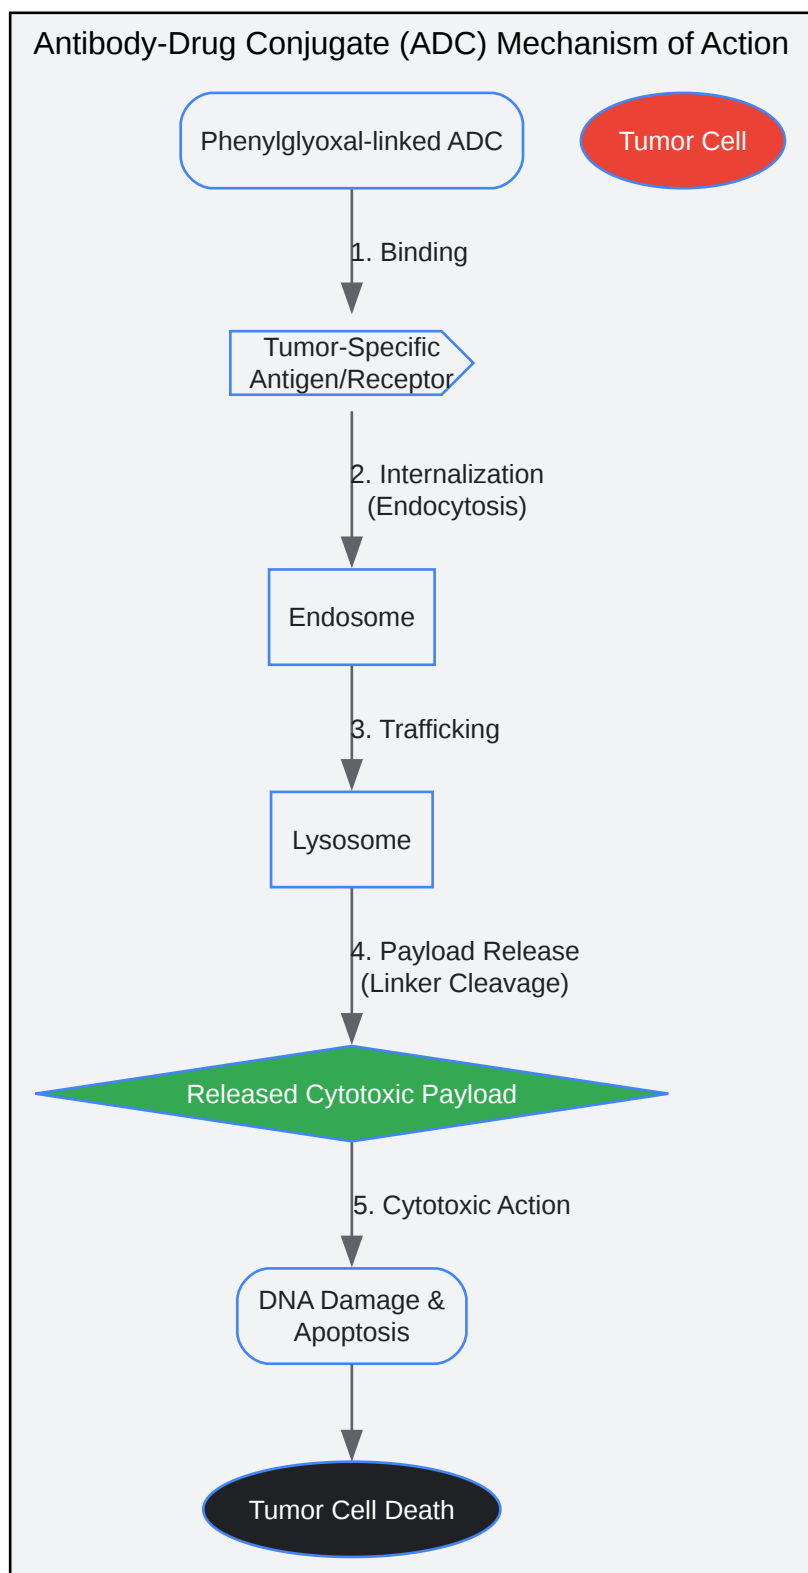 Antibody-Drug Conjugate (ADC) Mechanism of Action
Phenylglyoxal-linked ADC
Tumor Cell
1. Binding
Tumor-Specific
Antigen/Receptor
2. Internalization
(Endocytosis)
Endosome
3. Trafficking
Lysosome
4. Payload Release
(Linker Cleavage)
Released Cytotoxic Payload
5. Cytotoxic Action
DNA Damage &
Apoptosis
Tumor Cell Death